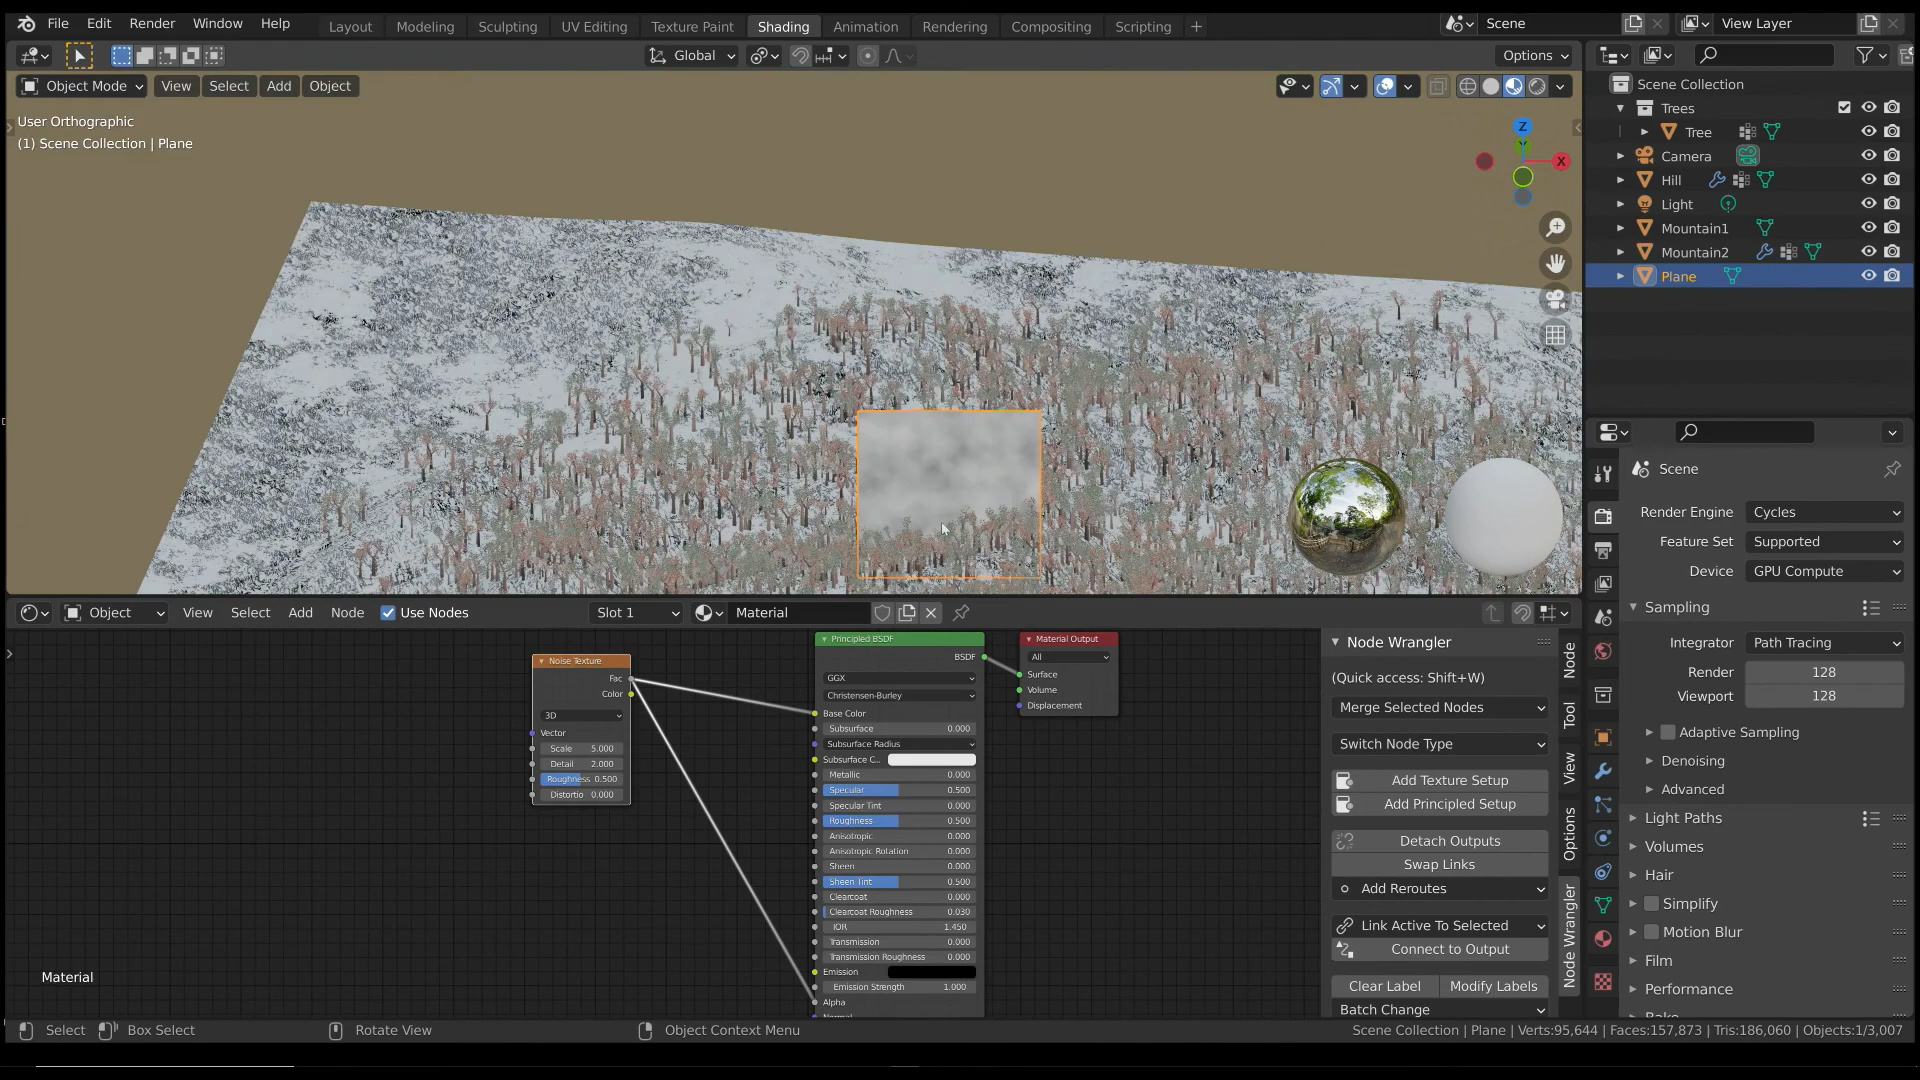 File Edit Render Window Help Layout Modeling Sculpting UV Editing Texture Paint Shading Animation Rendering Compositing Scripting + Scene View Layer
Global Options
Object Mode View Select Add Object
User Orthographic
(1) Scene Collection | Plane
Z
Y
X
Scene Collection
Trees
Tree
Camera
Hill
Light
Mountain1
Mountain2
Plane
Scene
Render Engine Cycles
Feature Set Supported
Device GPU Compute
Sampling
Integrator Path Tracing
Render 128
Viewport 128
Adaptive Sampling
Denoising
Advanced
Light Paths
Volumes
Hair
Simplify
Motion Blur
Film
Performance
Object View Select Add Node Use Nodes Slot 1 Material
Noise Texture
Fac
Color
3D
Vector
Scale 5.000
Detail 2.000
Roughness 0.500
Distortio 0.000
Principled BSDF
BSDF
GGX
Christensen-Burley
Base Color
Subsurface 0.000
Subsurface Radius
Subsurface C...
Metallic 0.000
Specular 0.500
Specular Tint 0.000
Roughness 0.500
Anisotropic 0.000
Anisotropic Rotation 0.000
Sheen 0.000
Sheen Tint 0.500
Clearcoat 0.000
Clearcoat Roughness 0.030
IOR 1.450
Transmission 0.000
Transmission Roughness 0.000
Emission
Emission Strength 1.000
Alpha
Material Output
All
Surface
Volume
Displacement
Node Wrangler
(Quick access: Shift+W)
Merge Selected Nodes
Switch Node Type
Add Texture Setup
Add Principled Setup
Detach Outputs
Swap Links
Add Reroutes
Link Active To Selected
Connect to Output
Clear Label Modify Labels
Batch Change
Node
Tool
View
Options
Node Wrangler
Material
Select Box Select Rotate View Object Context Menu Scene Collection | Plane | Verts:95,644 | Faces:157,873 | Tris:186,060 | Objects:1/3,007